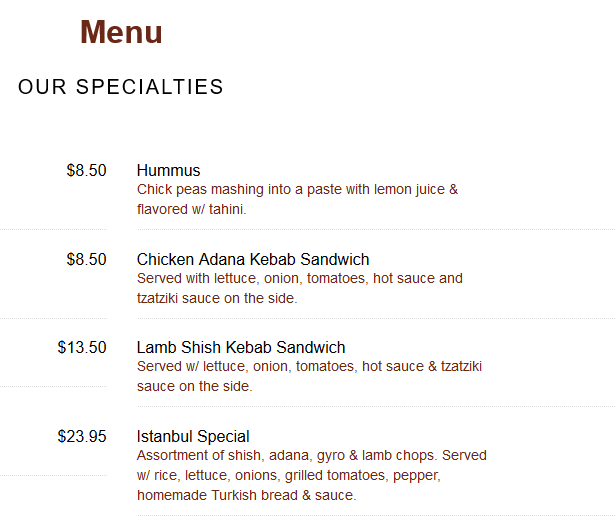 Menu
OUR SPECIALTIES
$8.50 Hummus
Chick peas mashing into a paste with lemon juice &
flavored w/ tahini.
$8.50 Chicken Adana Kebab Sandwich
Served with lettuce, onion, tomatoes, hot sauce and
tzatziki sauce on the side.
$13.50 Lamb Shish Kebab Sandwich
Served w/ lettuce, onion, tomatoes, hot sauce & tzatziki
sauce on the side.
$23.95 Istanbul Special
Assortment of shish, adana, gyro & lamb chops. Served
w/ rice, lettuce, onions, grilled tomatoes, pepper,
homemade Turkish bread & sauce.